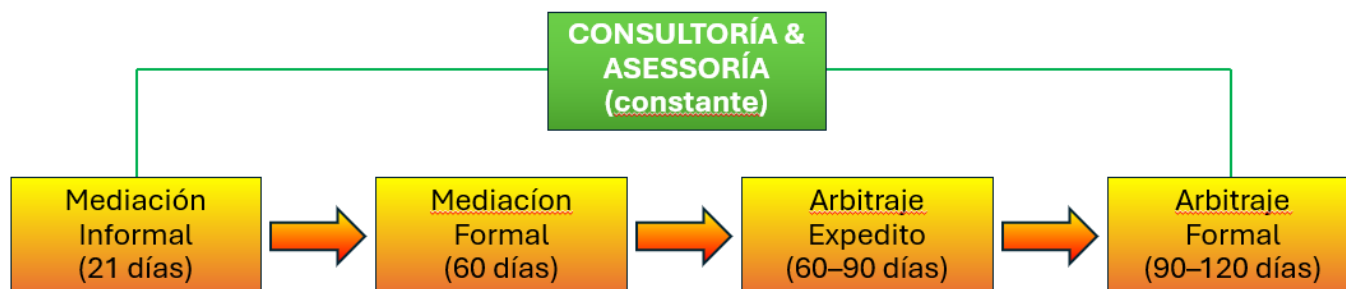 CONSULTORÍA &
ASESSORÍA
(constante)
Mediación
Informal
(21 días)
Mediacíon
Formal
(60 días)
Arbitraje
Expedito
(60–90 días)
Arbitraje
Formal
(90–120 días)